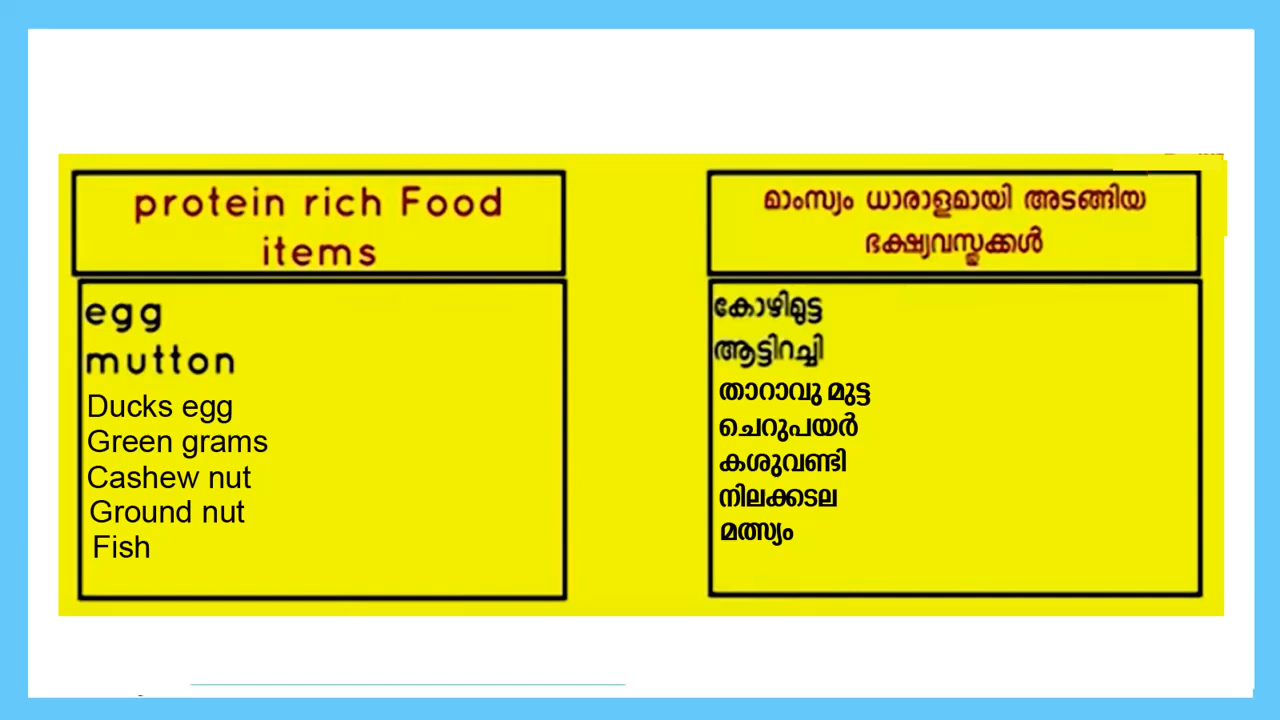 protein rich Food
items
egg
mutton
Ducks egg
Green grams
Cashew nut
Ground nut
Fish
മാംസ്യം ധാരാളമായി അടങ്ങിയ
ഭക്ഷ്യവസ്തുക്കൾ
കോഴിമുട്ട
ആട്ടിറച്ചി
താറാവു മുട്ട
ചെറുപയർ
കശുവണ്ടി
നിലക്കടല
മത്സ്യം